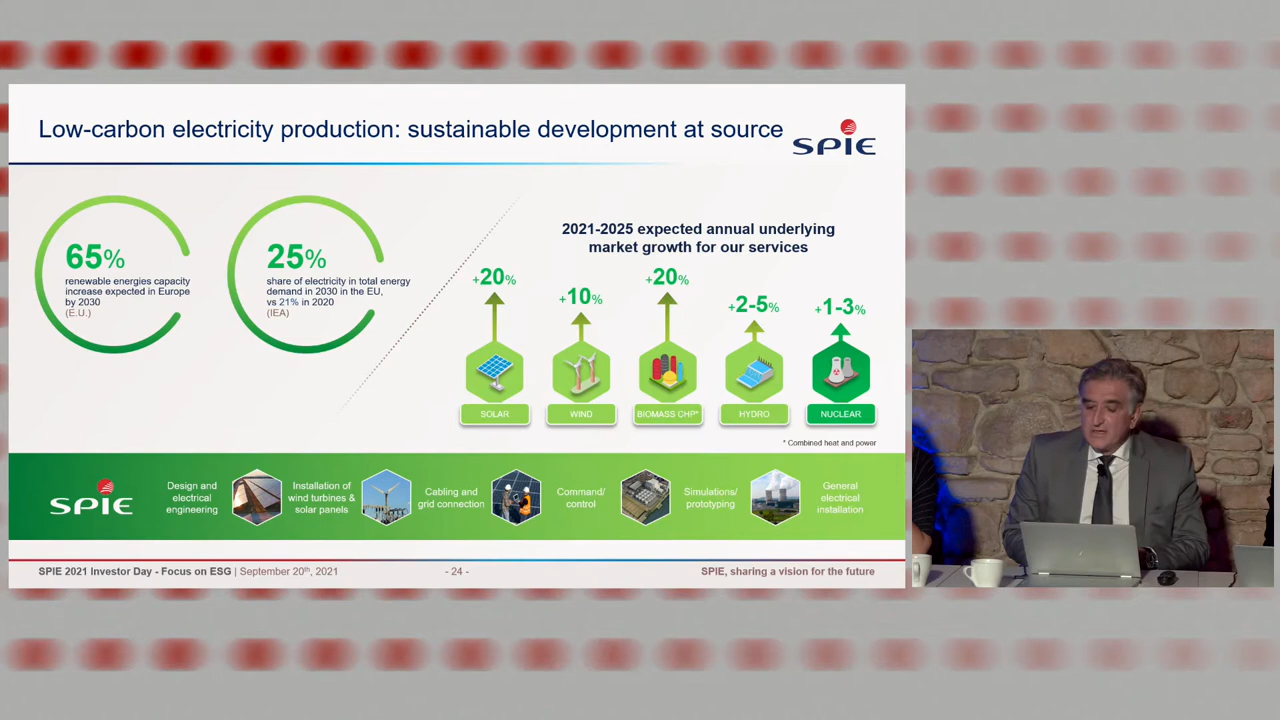 Low-carbon electricity production: sustainable development at source
SPIE
65%
renewable energies capacity
increase expected in Europe
by 2030
(E.U.)
25%
share of electricity in total energy
demand in 2030 in the EU,
vs 21% in 2020
(IEA)
2021-2025 expected annual underlying
market growth for our services
+20%
+10%
+20%
+2-5%
+1-3%
SOLAR
WIND
BIOMASS CHP*
HYDRO
NUCLEAR
* Combined heat and power
SPIE
Design and
electrical
engineering
Installation of
wind turbines &
solar panels
Cabling and
grid connection
Command/
control
Simulations/
prototyping
General
electrical
installation
SPIE 2021 Investor Day - Focus on ESG | September 20th, 2021
- 24 -
SPIE, sharing a vision for the future